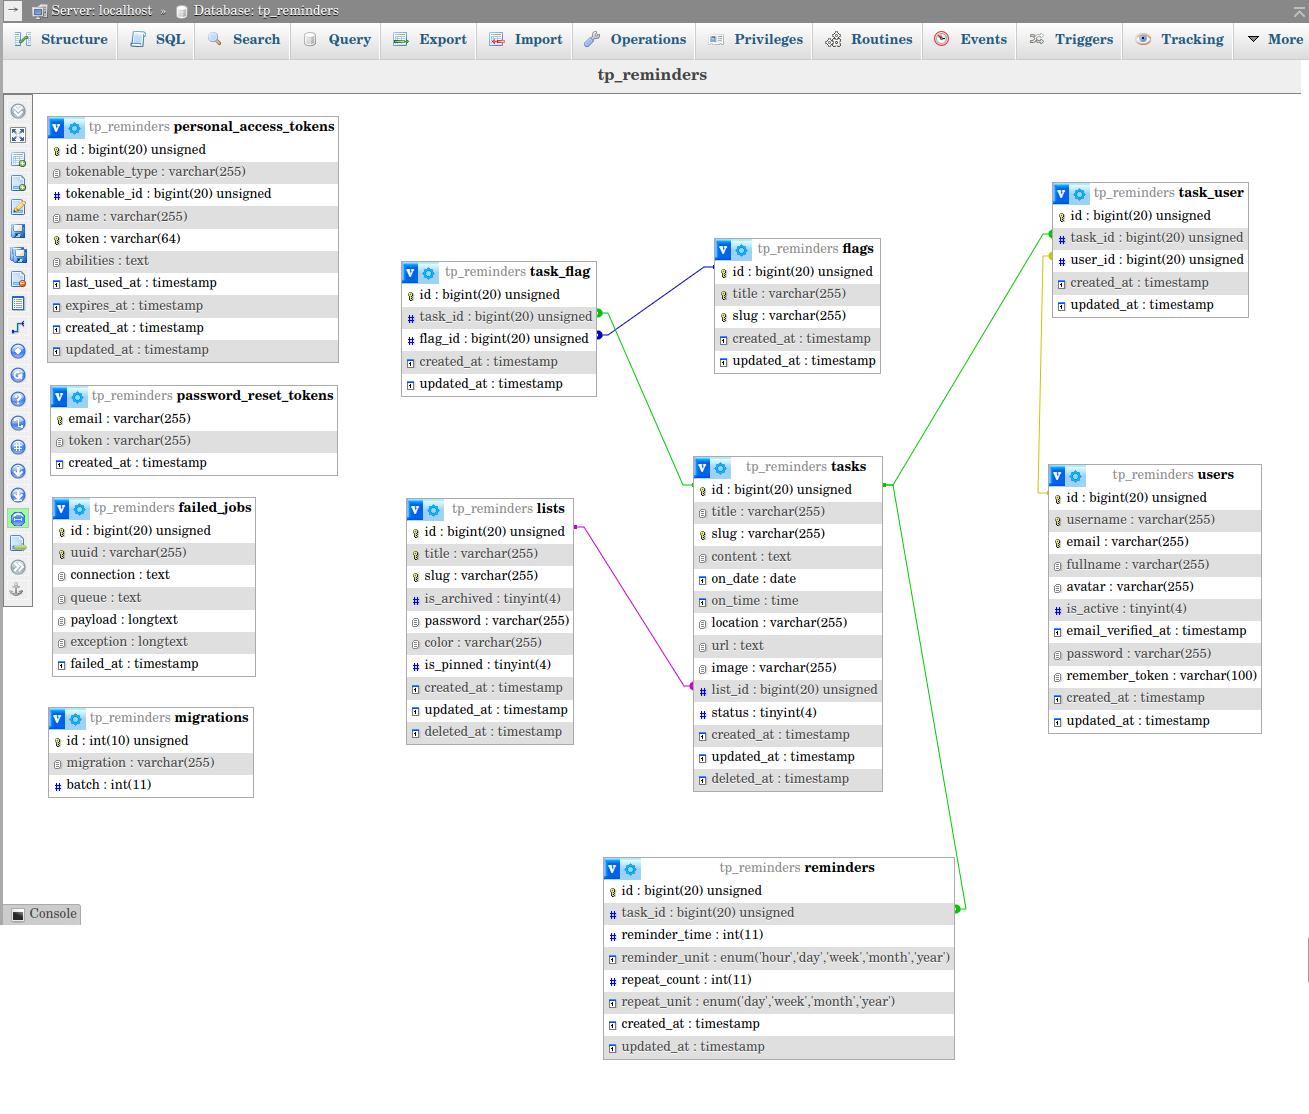 Server: localhost » Database: tp_reminders
Structure SQL Search Query Export Import Operations Privileges Routines Events Triggers Tracking More
tp_reminders
v tp_reminders personal_access_tokens
id : bigint(20) unsigned
tokenable_type : varchar(255)
tokenable_id : bigint(20) unsigned
name : varchar(255)
token : varchar(64)
abilities : text
last_used_at : timestamp
expires_at : timestamp
created_at : timestamp
updated_at : timestamp
v tp_reminders password_reset_tokens
email : varchar(255)
token : varchar(255)
created_at : timestamp
v tp_reminders failed_jobs
id : bigint(20) unsigned
uuid : varchar(255)
connection : text
queue : text
payload : longtext
exception : longtext
failed_at : timestamp
v tp_reminders migrations
id : int(10) unsigned
migration : varchar(255)
# batch : int(11)
v tp_reminders task_flag
id : bigint(20) unsigned
# task_id : bigint(20) unsigned
# flag_id : bigint(20) unsigned
created_at : timestamp
updated_at : timestamp
v tp_reminders lists
id : bigint(20) unsigned
title : varchar(255)
slug : varchar(255)
# is_archived : tinyint(4)
password : varchar(255)
color : varchar(255)
# is_pinned : tinyint(4)
created_at : timestamp
updated_at : timestamp
deleted_at : timestamp
v tp_reminders flags
id : bigint(20) unsigned
title : varchar(255)
slug : varchar(255)
created_at : timestamp
updated_at : timestamp
v tp_reminders tasks
id : bigint(20) unsigned
title : varchar(255)
slug : varchar(255)
content : text
on_date : date
on_time : time
location : varchar(255)
url : text
image : varchar(255)
# list_id : bigint(20) unsigned
# status : tinyint(4)
created_at : timestamp
updated_at : timestamp
deleted_at : timestamp
v tp_reminders task_user
id : bigint(20) unsigned
# task_id : bigint(20) unsigned
# user_id : bigint(20) unsigned
created_at : timestamp
updated_at : timestamp
v tp_reminders users
id : bigint(20) unsigned
username : varchar(255)
email : varchar(255)
fullname : varchar(255)
avatar : varchar(255)
# is_active : tinyint(4)
email_verified_at : timestamp
password : varchar(255)
remember_token : varchar(100)
created_at : timestamp
updated_at : timestamp
v tp_reminders reminders
id : bigint(20) unsigned
# task_id : bigint(20) unsigned
# reminder_time : int(11)
reminder_unit : enum('hour','day','week','month','year')
# repeat_count : int(11)
repeat_unit : enum('day','week','month','year')
created_at : timestamp
updated_at : timestamp
Console